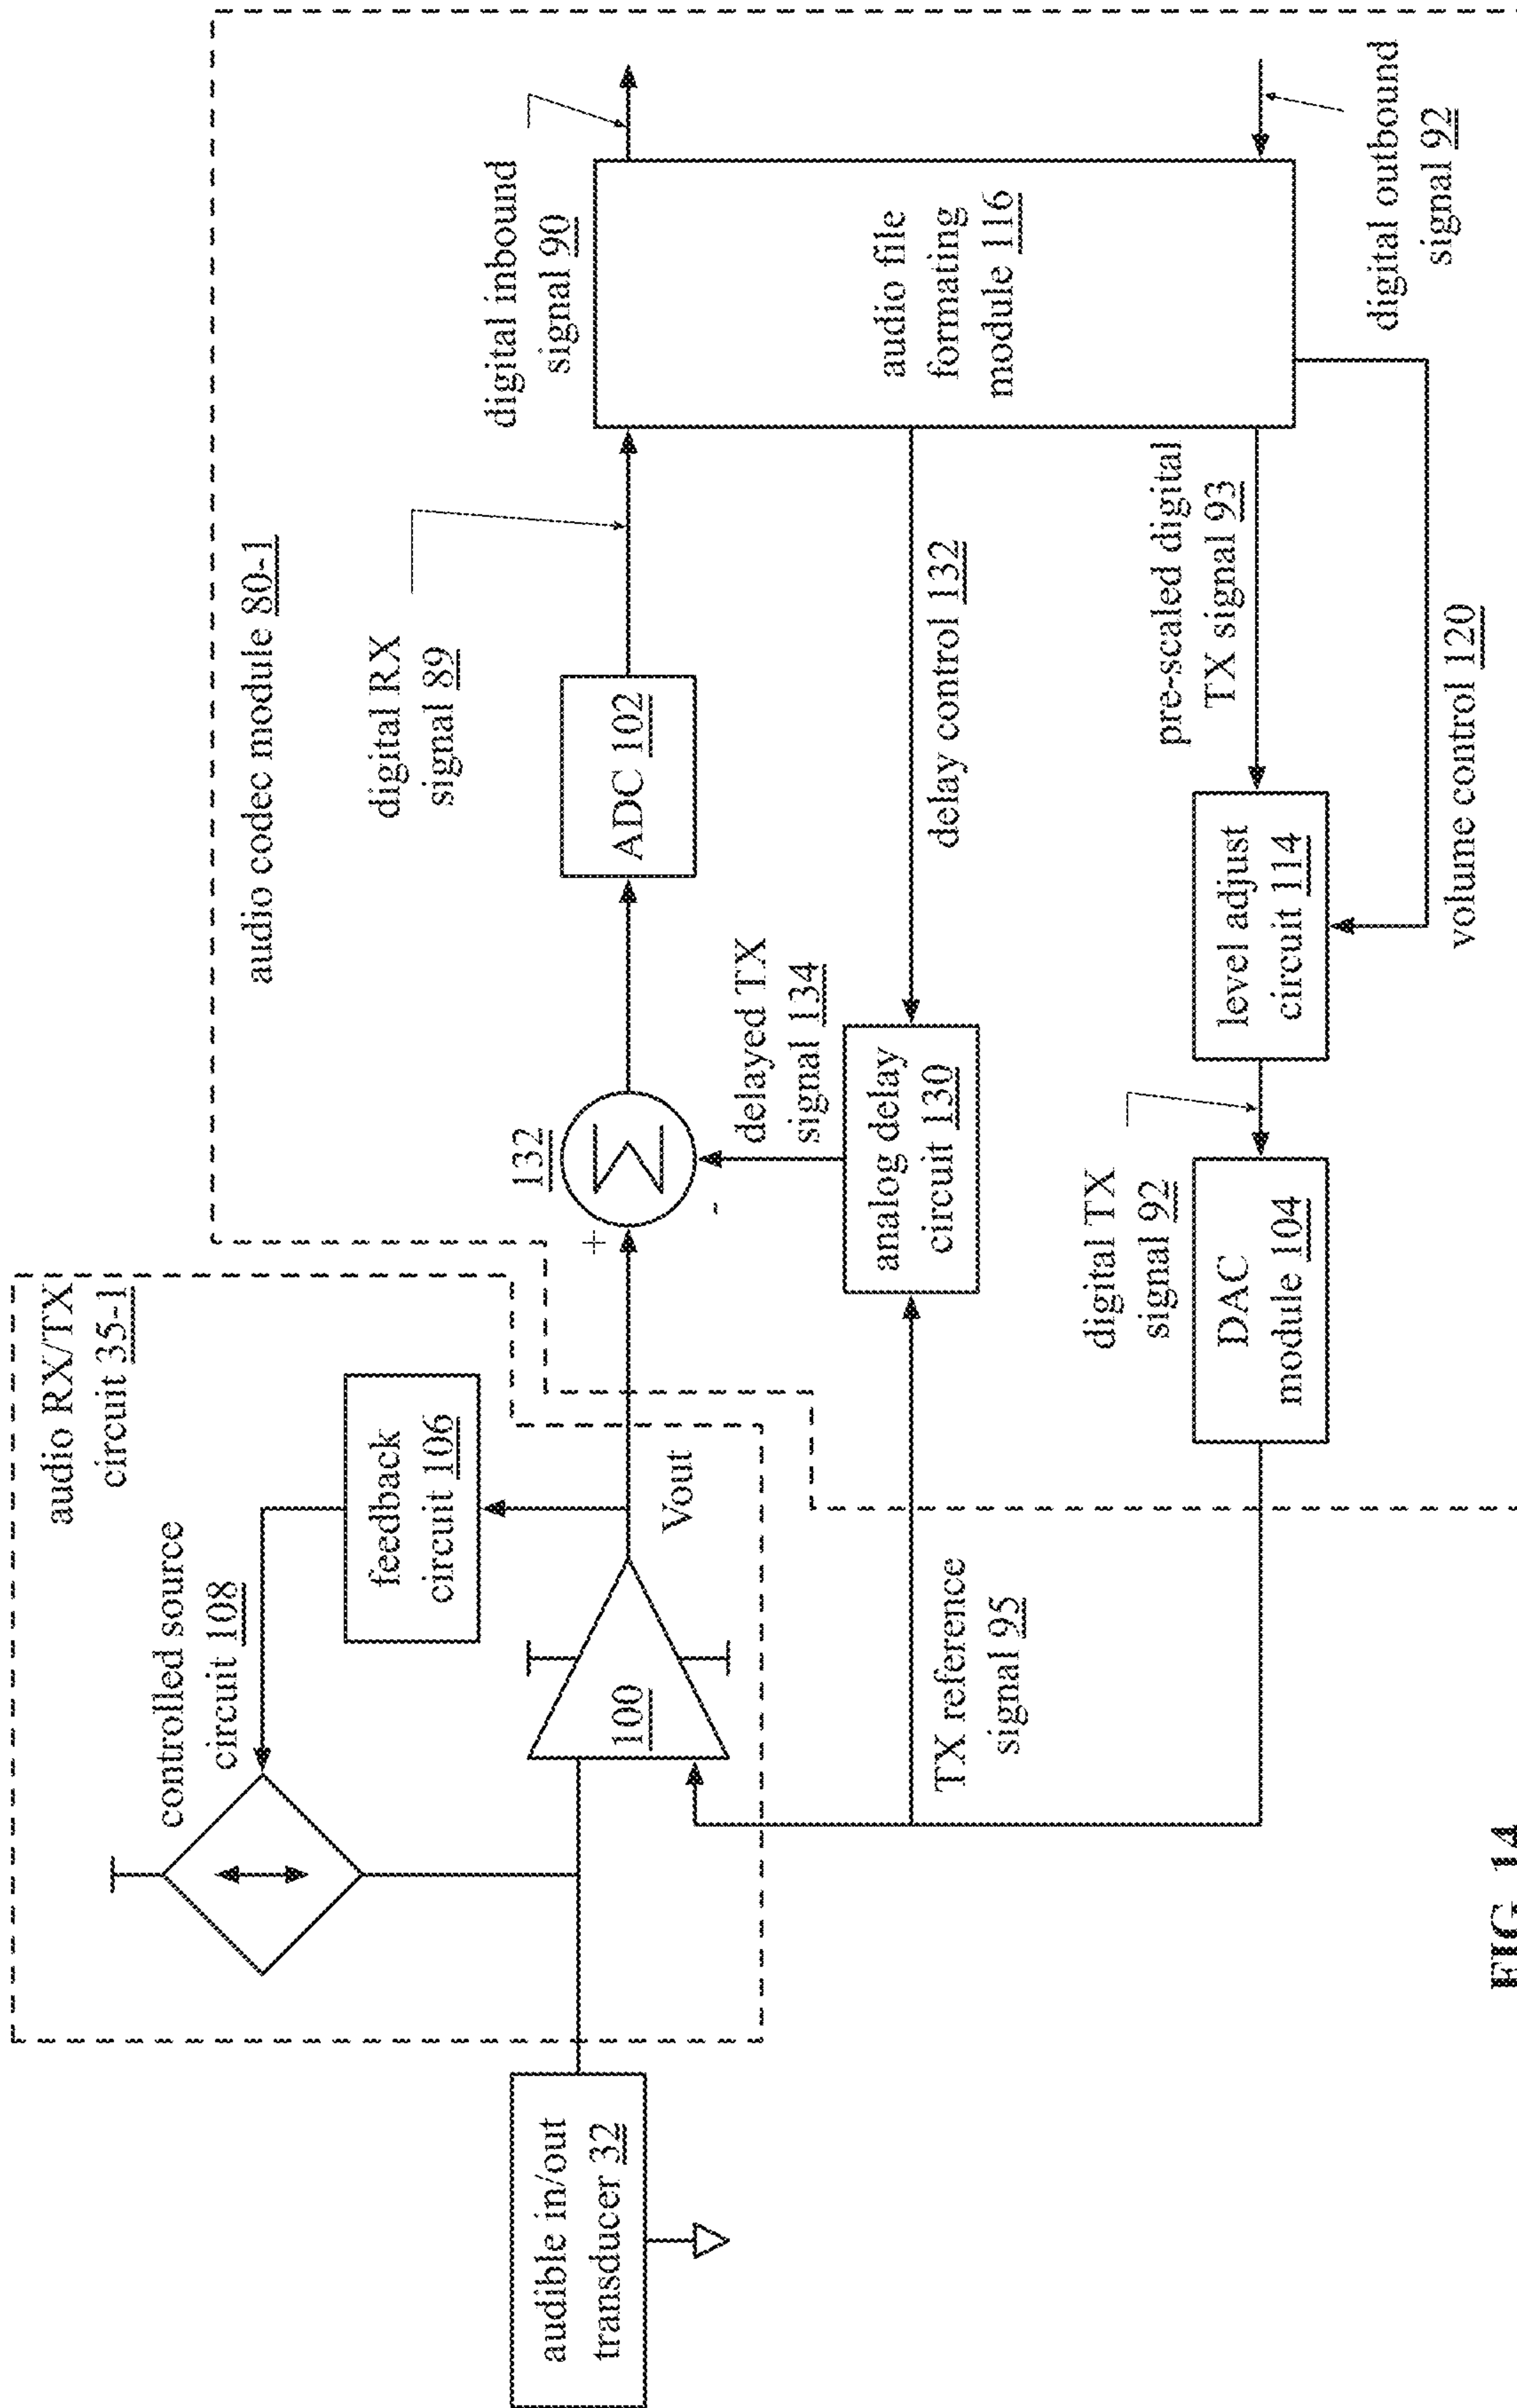 audio RX/TX
circuit 35-1
controlled source
circuit 108
feedback
circuit 106
100
Vout
audible in/out
transducer 32
TX reference
signal 95
audio codec module 80-1
132
+
-
Σ
delayed TX
signal 134
analog delay
circuit 130
ADC 102
digital RX
signal 89
digital inbound
signal 90
audio file
formating
module 116
delay control 132
pre-scaled digital
TX signal 93
level adjust
circuit 114
volume control 120
digital TX
signal 92
DAC
module 104
digital outbound
signal 92
FIG. 14